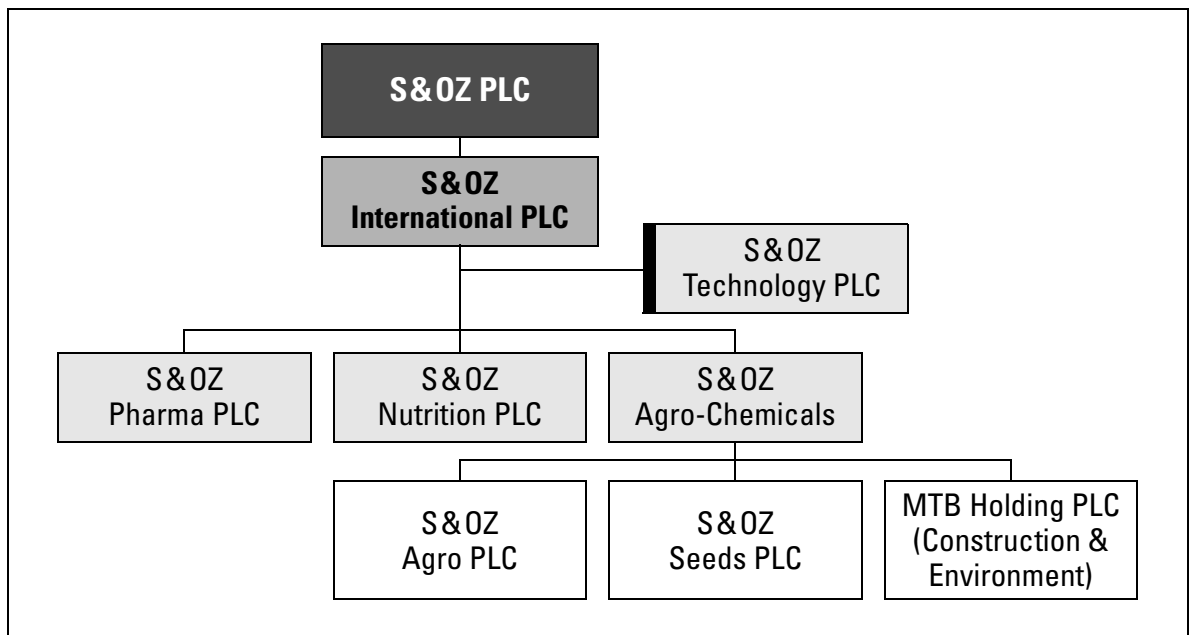 S&OZ PLC
S&OZ
International PLC
S&OZ
Technology PLC
S&OZ
Pharma PLC
S&OZ
Nutrition PLC
S&OZ
Agro-Chemicals
S&OZ
Agro PLC
S&OZ
Seeds PLC
MTB Holding PLC
(Construction &
Environment)